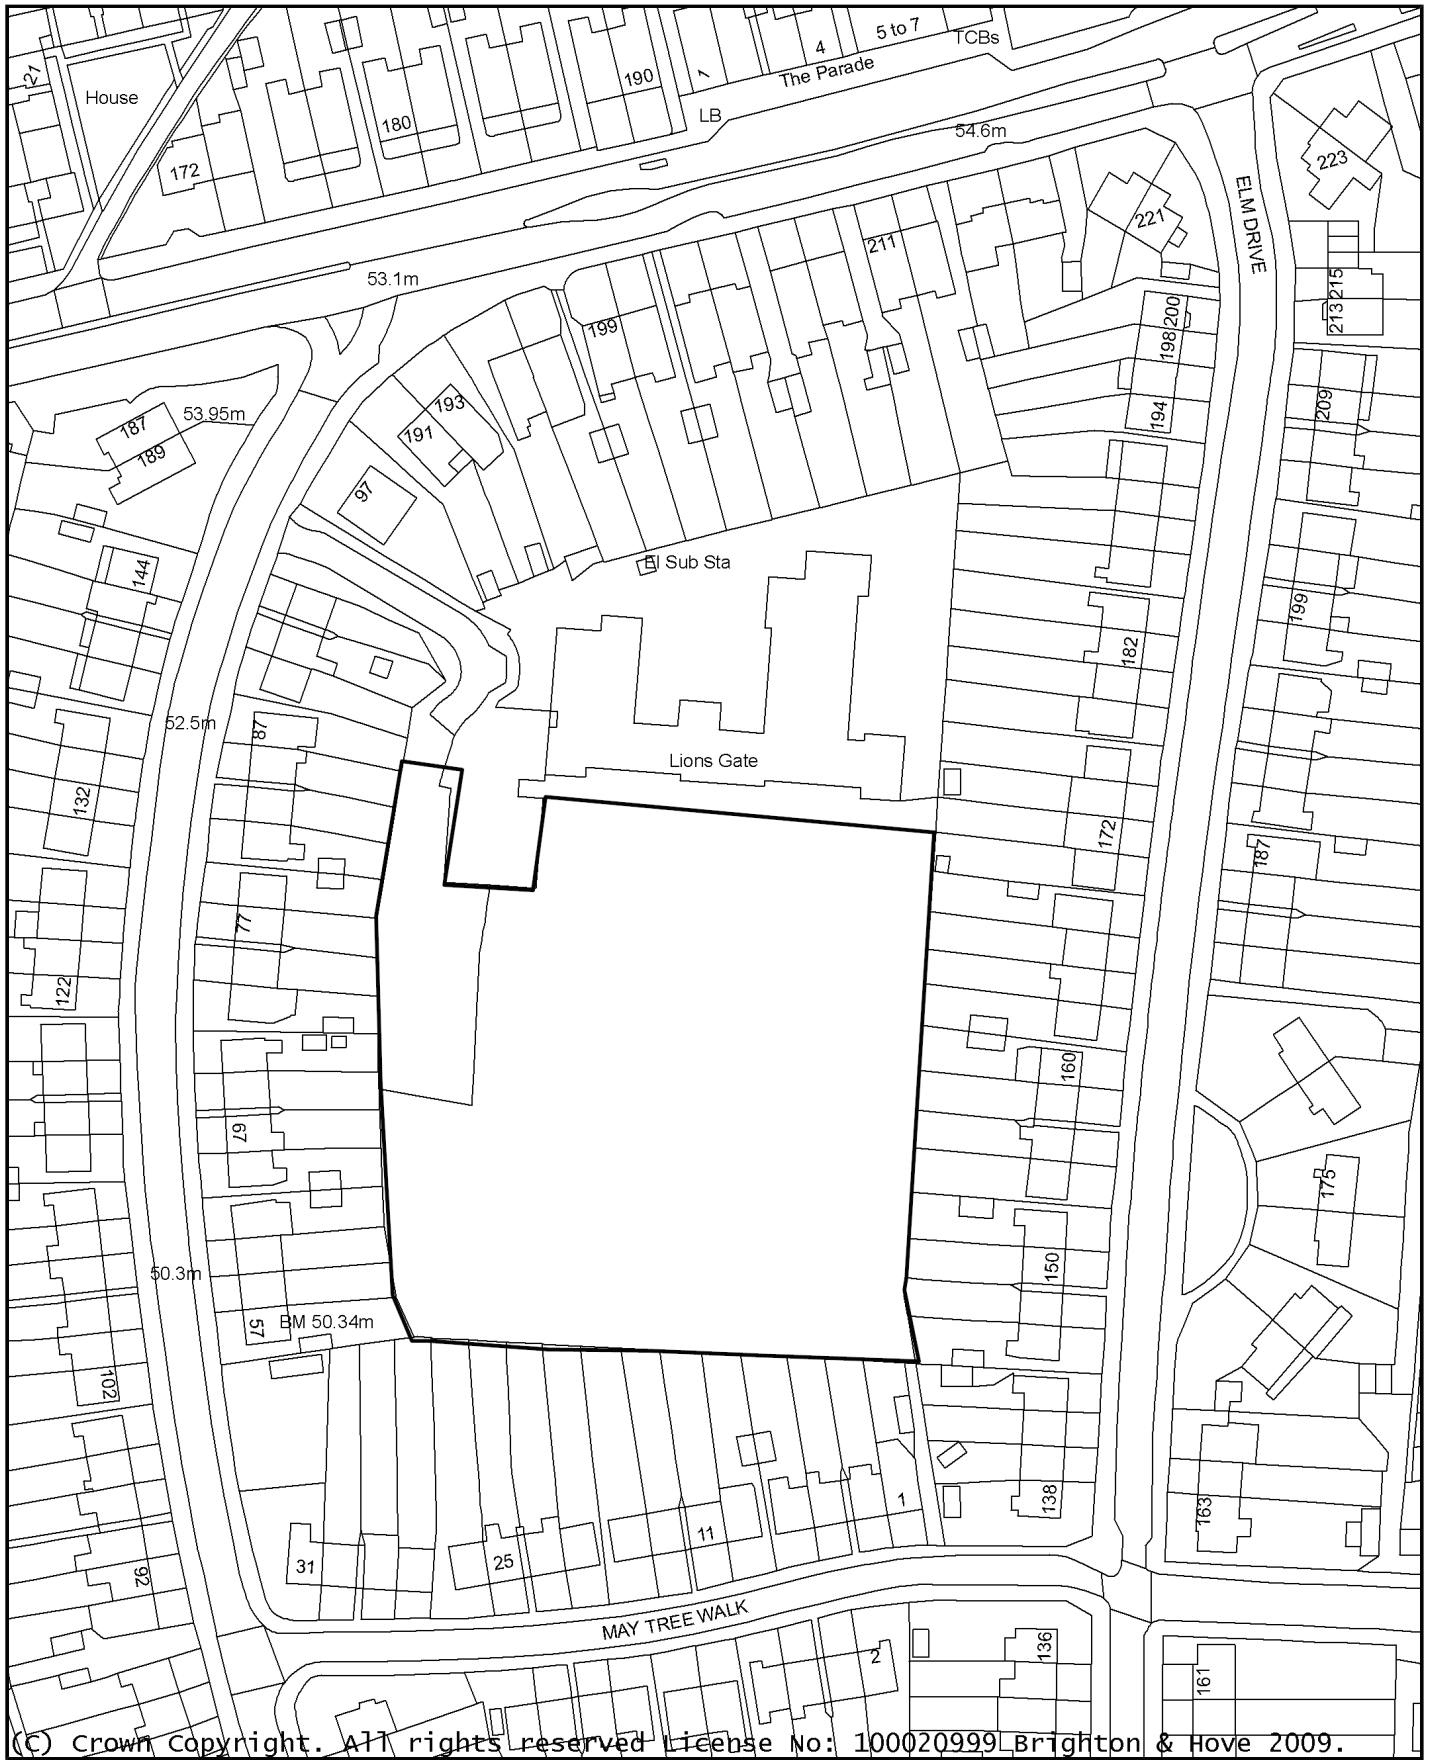 5 to 7
TCBs
4
21
190
1
The Parade
House
LB
180
54.6m
223
172
ELM DRIVE
221
211
53.1m
213 215
198 200
199
193
209
53.95m
194
187
191
189
97
El Sub Sta
144
199
182
52.5m
87
Lions Gate
132
172
187
77
122
160
67
175
150
50.3m
BM 50.34m
57
102
1
138
163
11
25
31
92
MAY TREE WALK
136
2
161
(C) Crown Copyright. All rights reserved License No: 100020999 Brighton & Hove 2009.